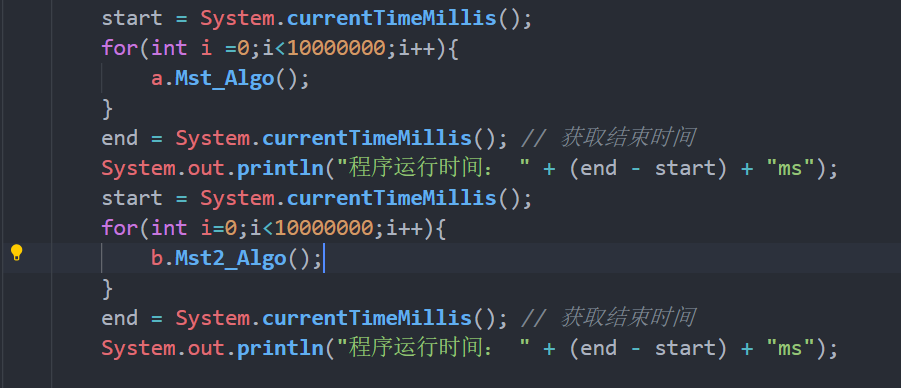 start = System.currentTimeMillis();
for(int i =0;i<10000000;i++){
a.Mst_Algo();
}
end = System.currentTimeMillis(); // 获取结束时间
System.out.println("程序运行时间： " + (end - start) + "ms");
start = System.currentTimeMillis();
for(int i=0;i<10000000;i++){
b.Mst2_Algo();
}
end = System.currentTimeMillis(); // 获取结束时间
System.out.println("程序运行时间： " + (end - start) + "ms");